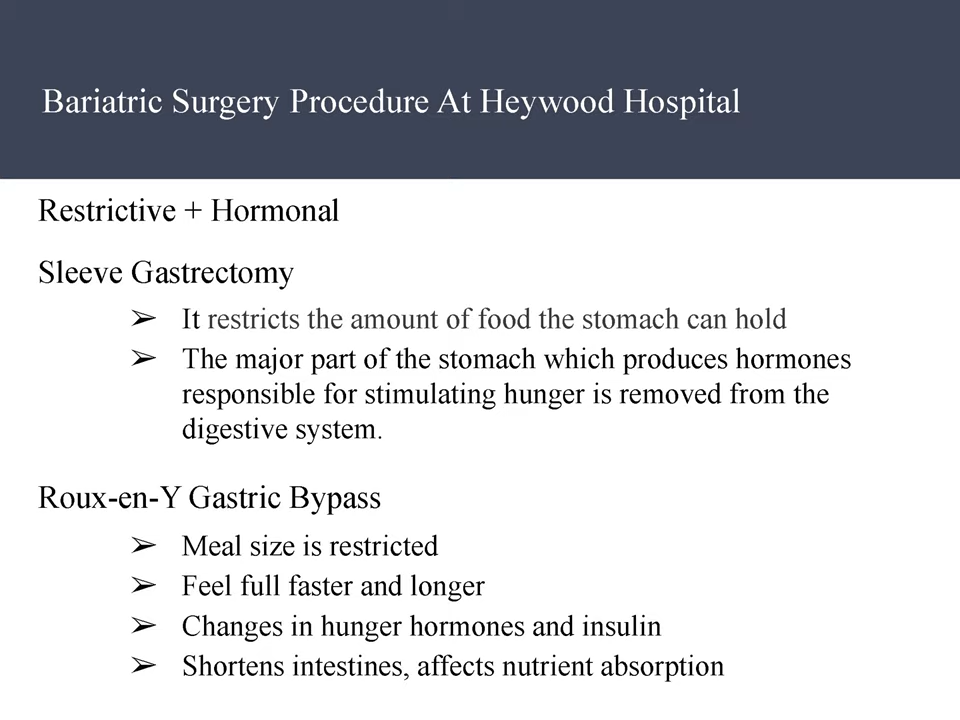 Bariatric Surgery Procedure At Heywood Hospital
Restrictive + Hormonal
Sleeve Gastrectomy
➢ It restricts the amount of food the stomach can hold
➢ The major part of the stomach which produces hormones
responsible for stimulating hunger is removed from the
digestive system.
Roux-en-Y Gastric Bypass
➢ Meal size is restricted
➢ Feel full faster and longer
➢ Changes in hunger hormones and insulin
➢ Shortens intestines, affects nutrient absorption